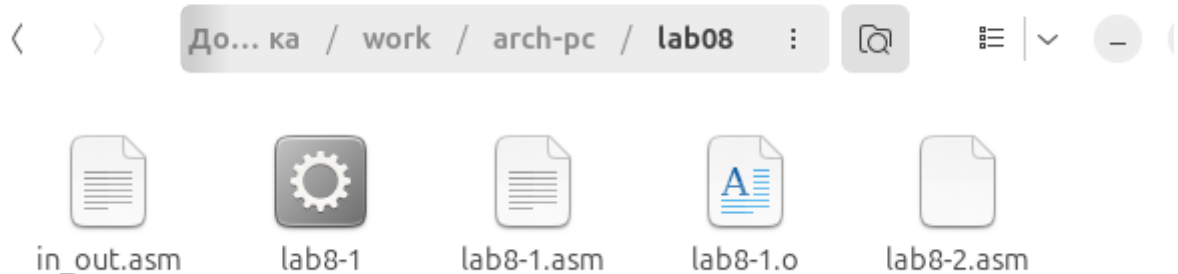 До... ка / work / arch-pc / lab08
in_out.asm lab8-1 lab8-1.asm lab8-1.o lab8-2.asm